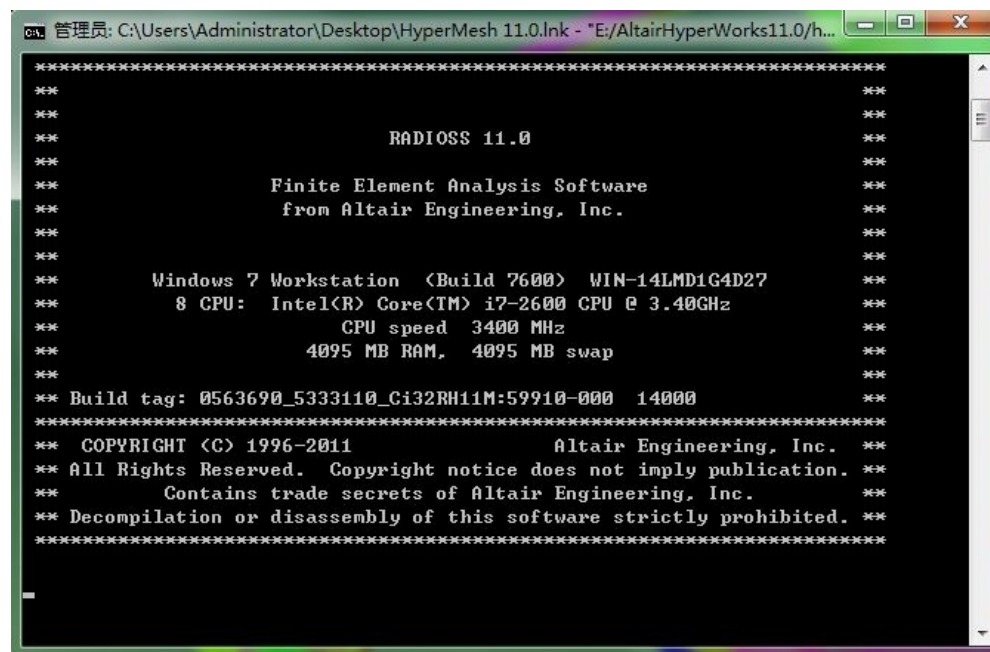 管理员: C:\Users\Administrator\Desktop\HyperMesh 11.0.lnk - "E:/AltairHyperWorks11.0/h...
************************************************************************
** **
** **
** RADIOSS 11.0 **
** **
** Finite Element Analysis Software **
** from Altair Engineering, Inc. **
** **
** **
** Windows 7 Workstation (Build 7600) WIN-14LMD1G4D27 **
** 8 CPU: Intel(R) Core(TM) i7-2600 CPU @ 3.40GHz **
** CPU speed 3400 MHz **
** 4095 MB RAM, 4095 MB swap **
** **
** Build tag: 0563690_5333110_Ci32RH11M:59910-000 14000 **
************************************************************************
** COPYRIGHT (C) 1996-2011 Altair Engineering, Inc. **
** All Rights Reserved. Copyright notice does not imply publication. **
** Contains trade secrets of Altair Engineering, Inc. **
** Decompilation or disassembly of this software strictly prohibited. **
************************************************************************